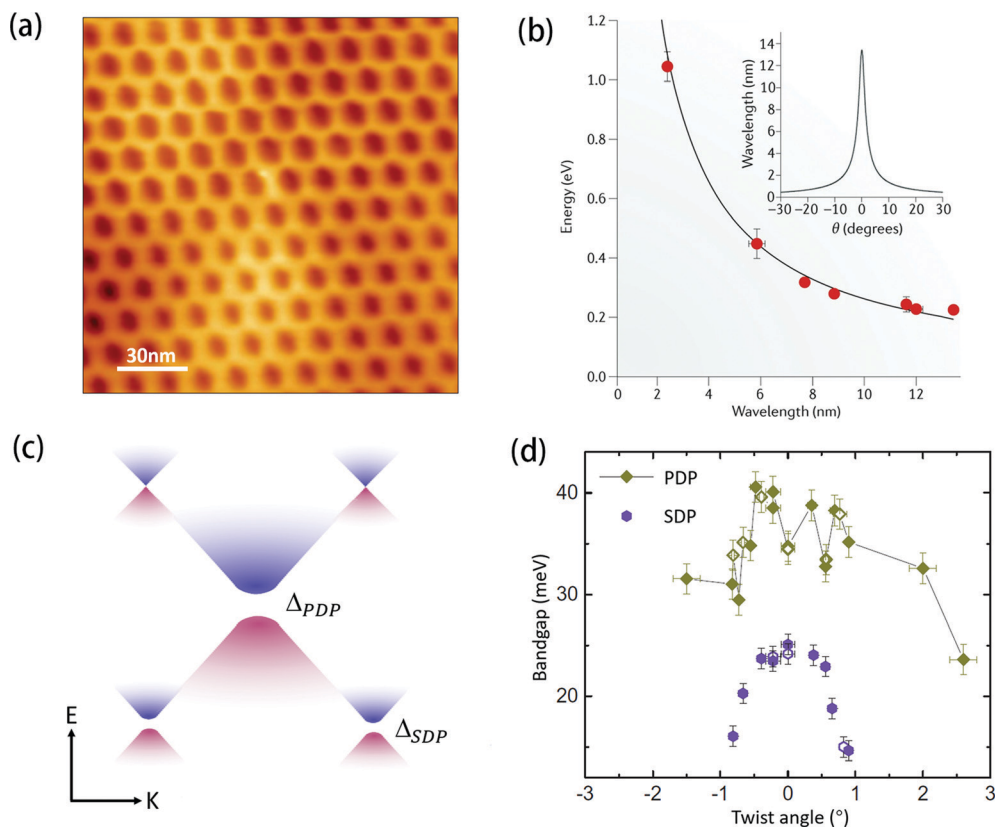 (a)
30nm
(b)
1.2
1.0
0.8
0.6
0.4
0.2
0.0
Energy (eV)
0
2
4
6
8
10
12
Wavelength (nm)
14
12
10
8
6
4
2
0
Wavelength (nm)
−30
−20
−10
0
10
20
30
θ (degrees)
(c)
Δ_PDP
Δ_SDP
E
K
(d)
PDP
SDP
40
30
20
Bandgap (meV)
-3
-2
-1
0
1
2
3
Twist angle (°)